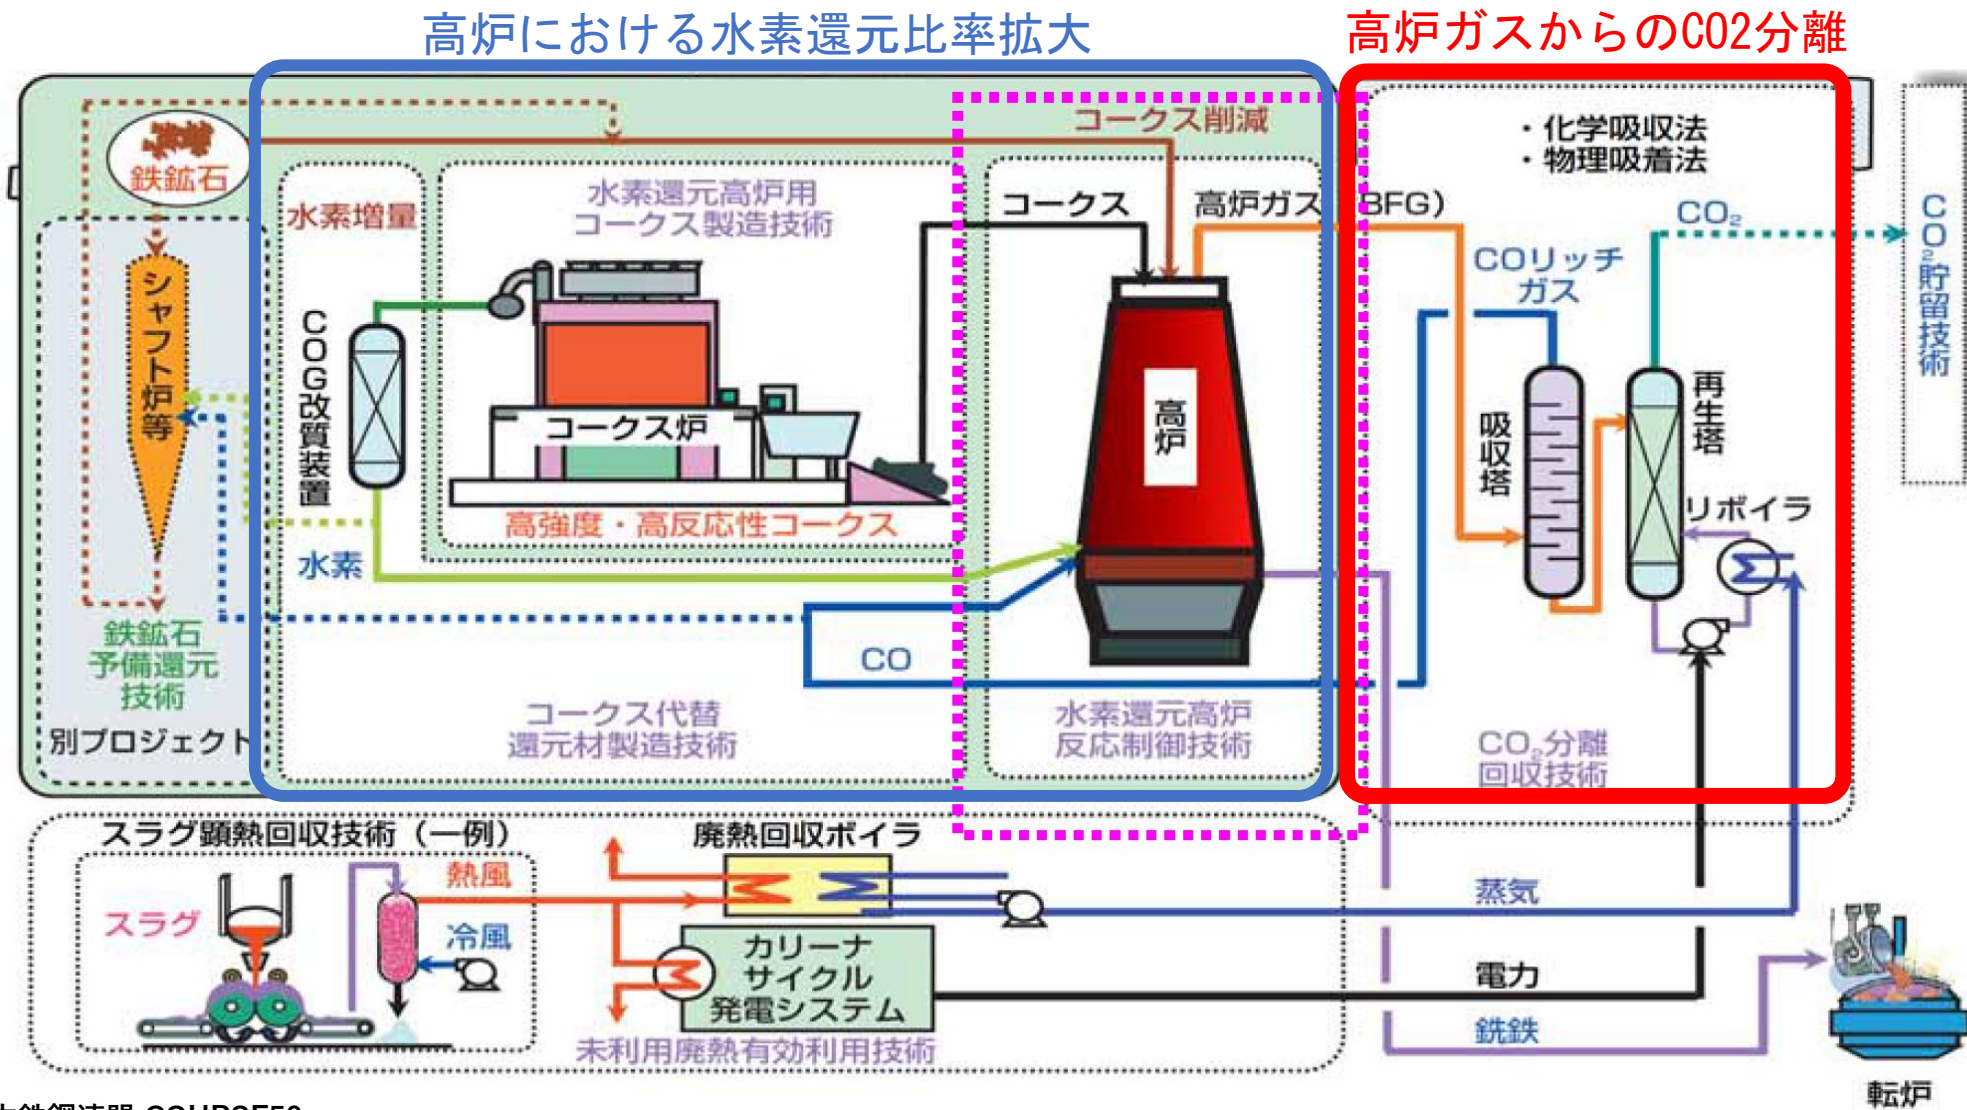 高炉における水素還元比率拡大
高炉ガスからのCO2分離
コークス削減
・化学吸収法
・物理吸着法
鉄鉱石
水素増量
水素還元高炉用
コークス製造技術
コークス
高炉ガス(BFG)
CO₂
COリッチ
ガス
CO₂貯留技術
シャフト炉等
COG改質装置
コークス炉
高炉
吸収塔
再生塔
リボイラ
高強度・高反応性コークス
水素
鉄鉱石
予備還元
技術
CO
コークス代替
還元材製造技術
水素還元高炉
反応制御技術
CO₂分離
回収技術
別プロジェクト
スラグ顕熱回収技術(一例)
廃熱回収ボイラ
熱風
スラグ
冷風
蒸気
カリーナ
サイクル
発電システム
電力
銑鉄
未利用廃熱有効利用技術
転炉